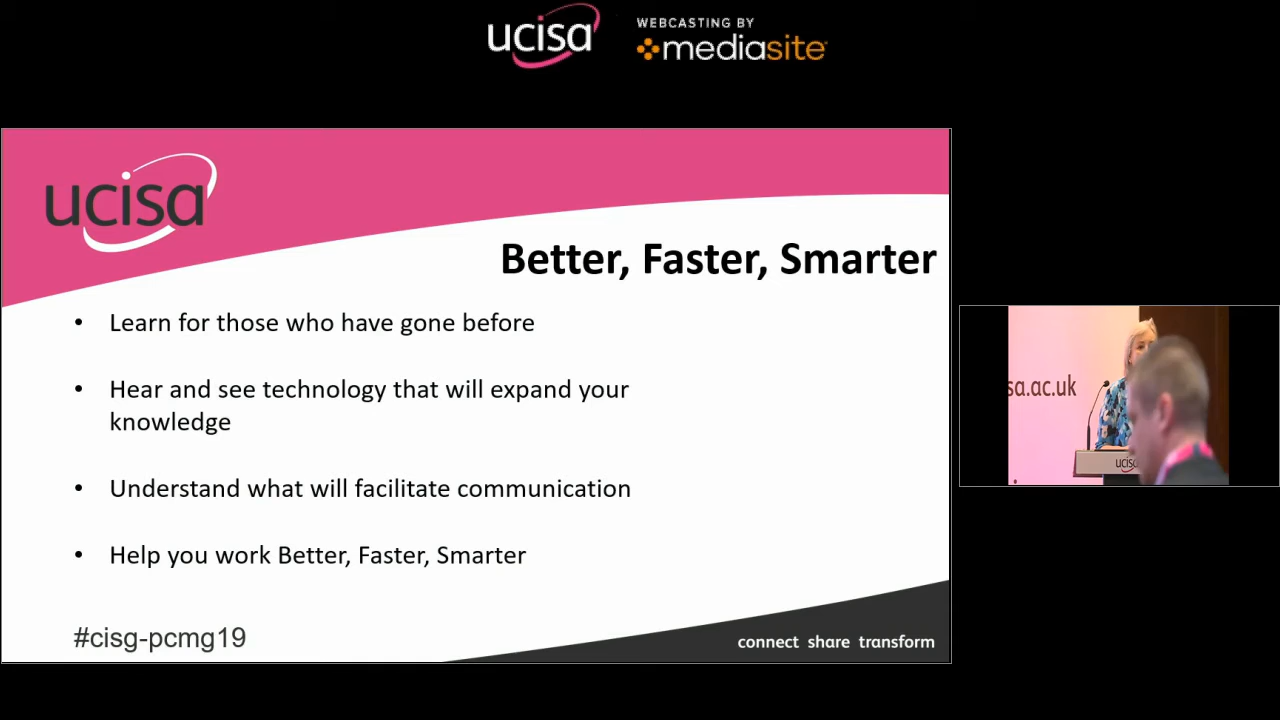 ucisa
WEBCASTING BY
mediasite
ucisa
Better, Faster, Smarter
• Learn for those who have gone before
• Hear and see technology that will expand your
knowledge
• Understand what will facilitate communication
• Help you work Better, Faster, Smarter
#cisg-pcmg19
connect share transform
sa.ac.uk
ucisa